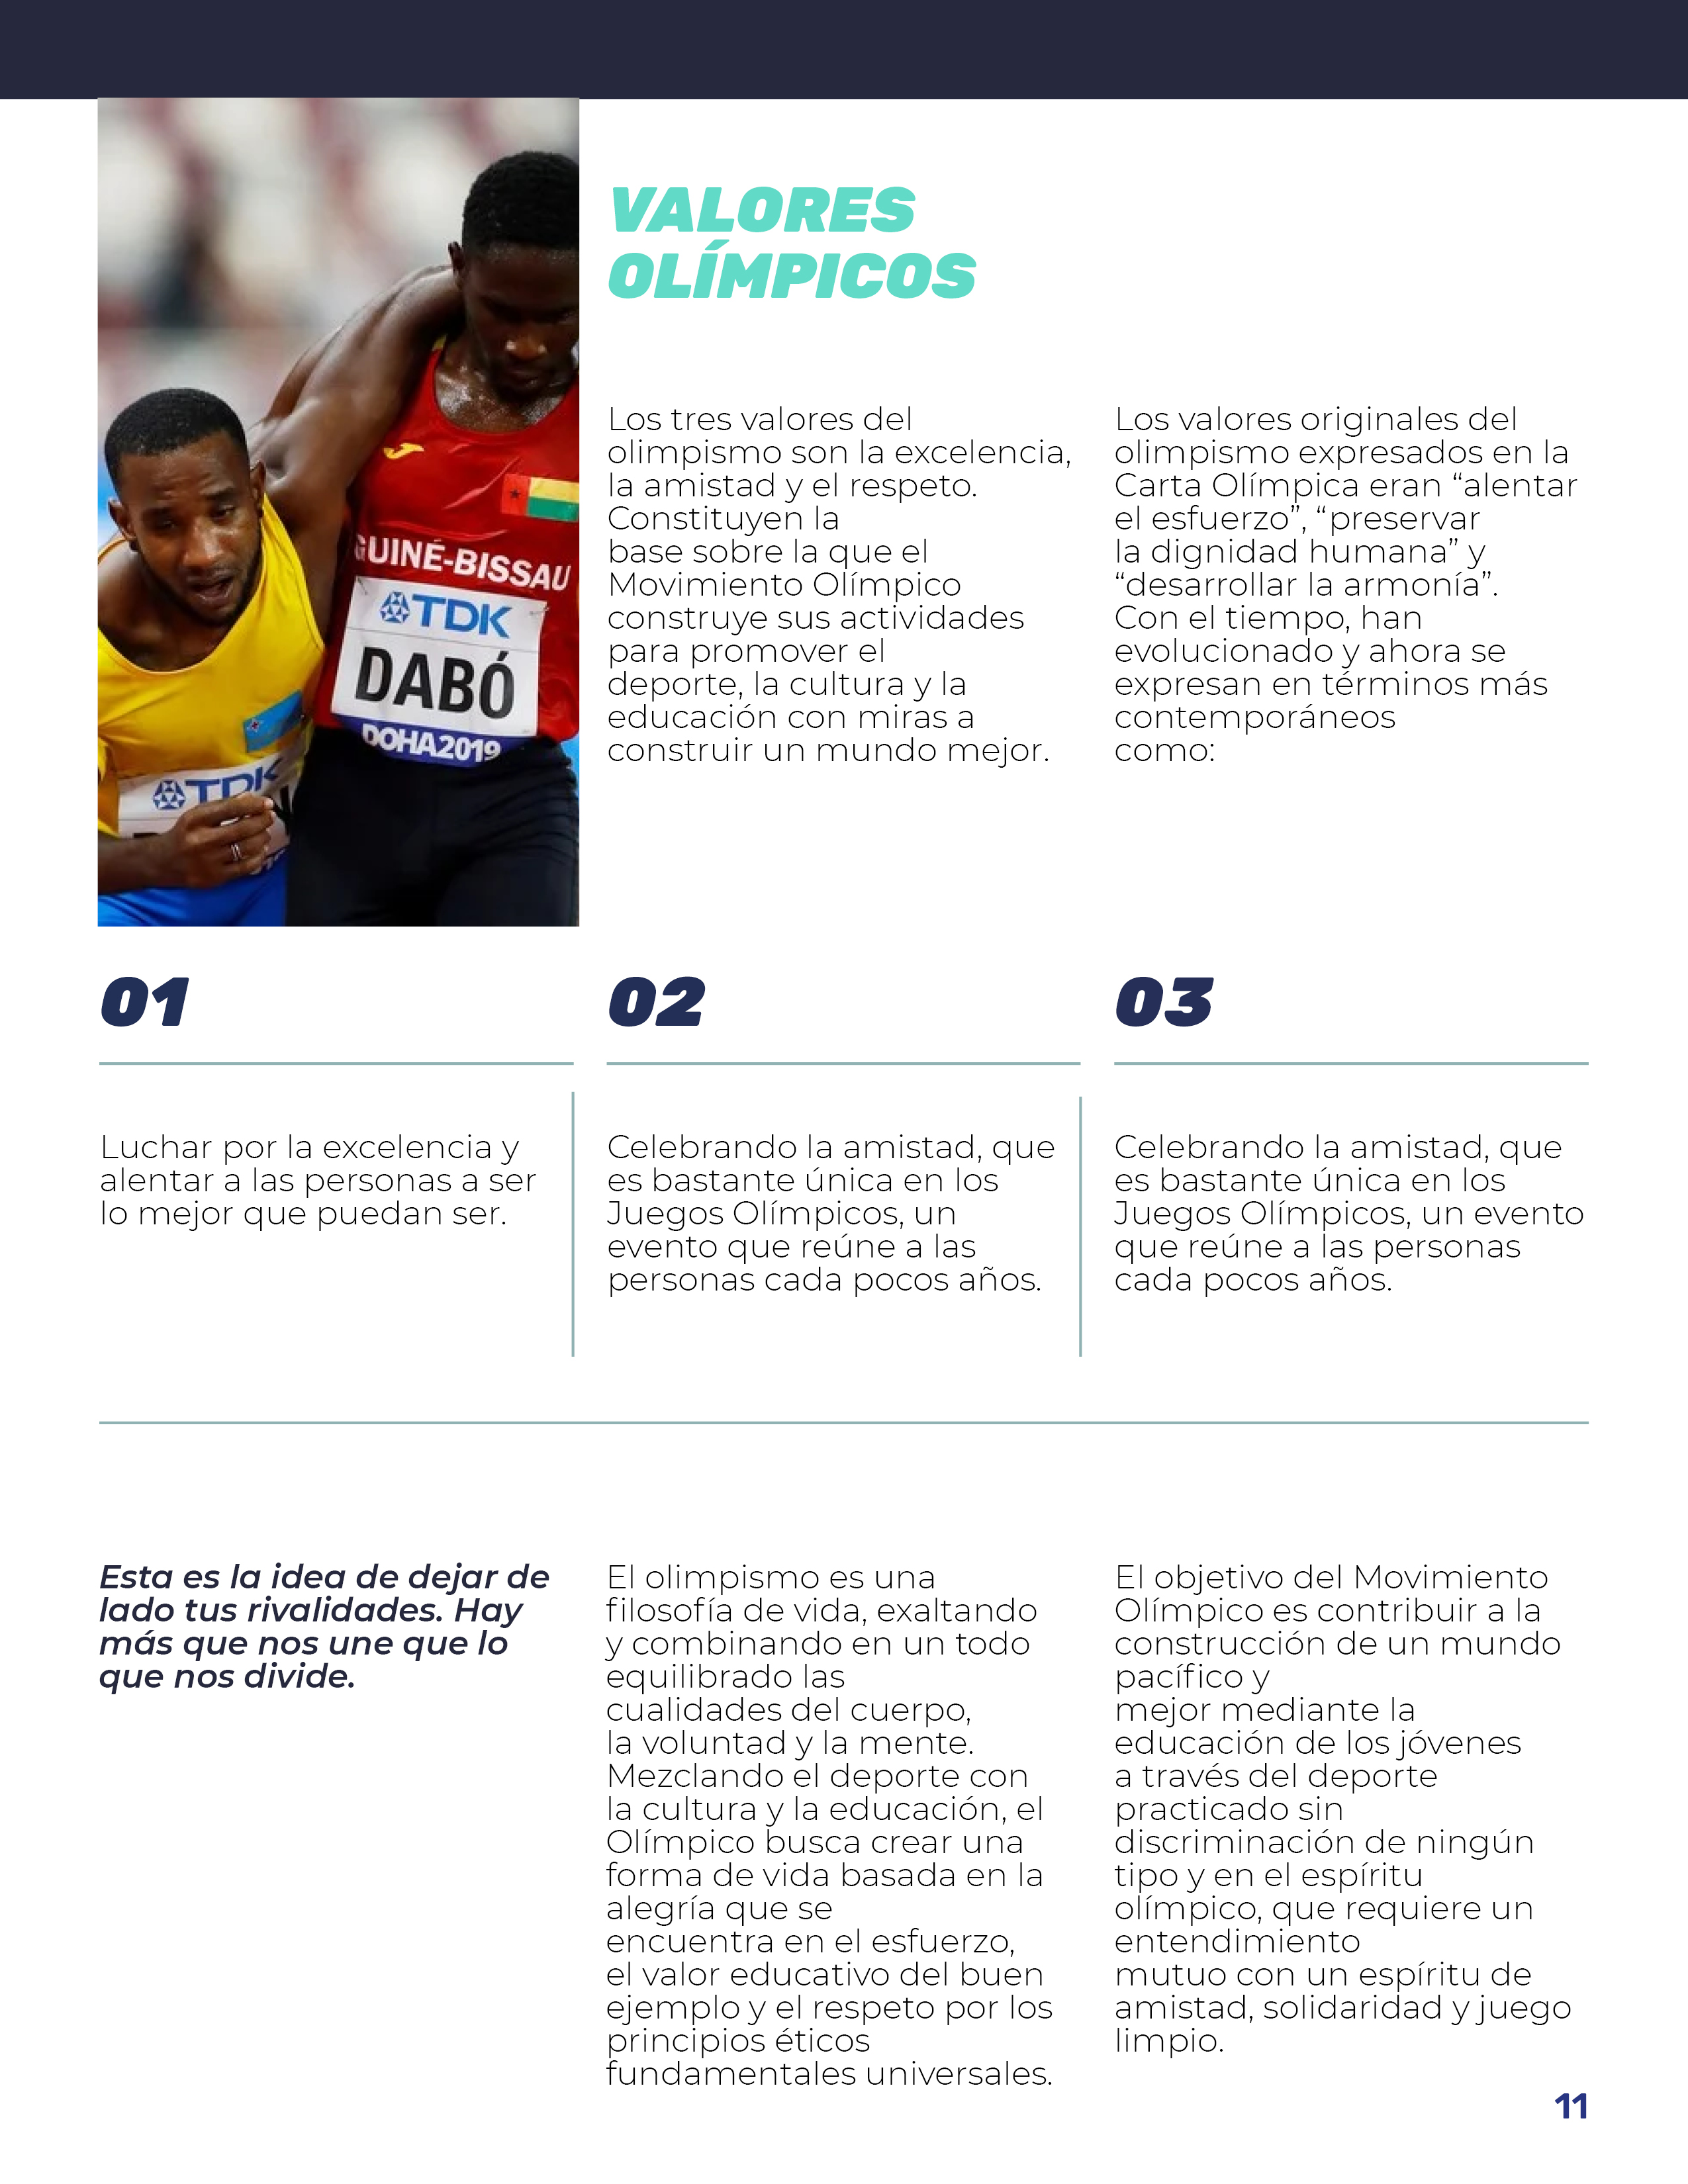 VALORES
OLÍMPICOS
GUINÉ-BISSAU
TDK
DABÓ
DOHA2019
TDK
Los tres valores del
olimpismo son la excelencia,
la amistad y el respeto.
Constituyen la
base sobre la que el
Movimiento Olímpico
construye sus actividades
para promover el
deporte, la cultura y la
educación con miras a
construir un mundo mejor.
Los valores originales del
olimpismo expresados en la
Carta Olímpica eran “alentar
el esfuerzo”, “preservar
la dignidad humana” y
“desarrollar la armonía”.
Con el tiempo, han
evolucionado y ahora se
expresan en términos más
contemporáneos
como:
01
Luchar por la excelencia y
alentar a las personas a ser
lo mejor que puedan ser.
02
Celebrando la amistad, que
es bastante única en los
Juegos Olímpicos, un
evento que reúne a las
personas cada pocos años.
03
Celebrando la amistad, que
es bastante única en los
Juegos Olímpicos, un evento
que reúne a las personas
cada pocos años.
Esta es la idea de dejar de
lado tus rivalidades. Hay
más que nos une que lo
que nos divide.
El olimpismo es una
filosofía de vida, exaltando
y combinando en un todo
equilibrado las
cualidades del cuerpo,
la voluntad y la mente.
Mezclando el deporte con
la cultura y la educación, el
Olímpico busca crear una
forma de vida basada en la
alegría que se
encuentra en el esfuerzo,
el valor educativo del buen
ejemplo y el respeto por los
principios éticos
fundamentales universales.
El objetivo del Movimiento
Olímpico es contribuir a la
construcción de un mundo
pacífico y
mejor mediante la
educación de los jóvenes
a través del deporte
practicado sin
discriminación de ningún
tipo y en el espíritu
olímpico, que requiere un
entendimiento
mutuo con un espíritu de
amistad, solidaridad y juego
limpio.
11